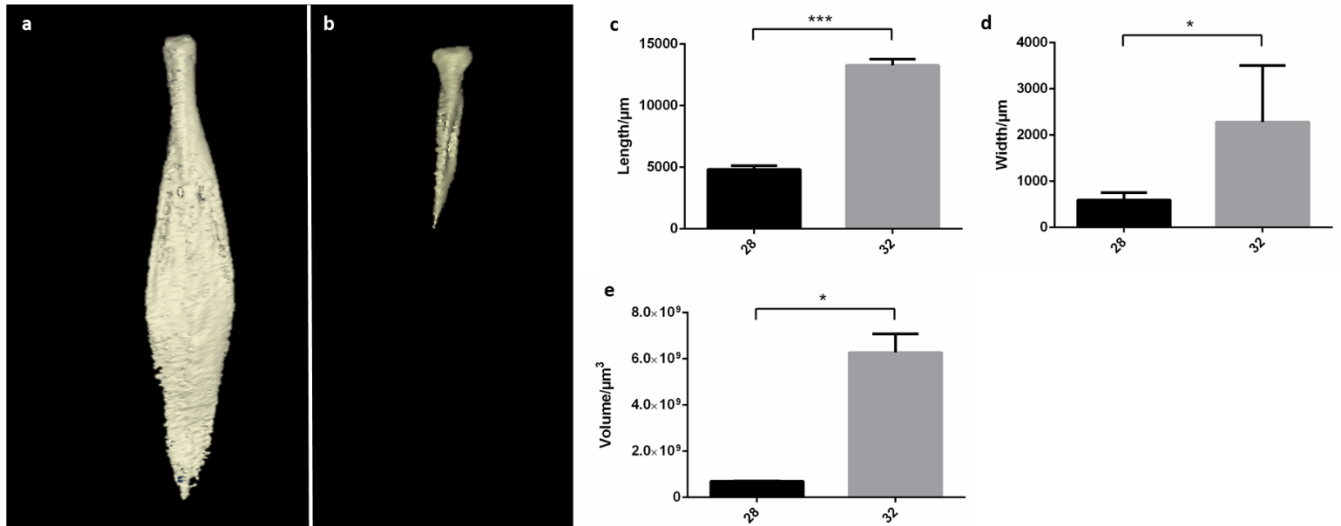 a
b
c
***
15000
10000
5000
0
Length/µm
28
32
d
*
4000
3000
2000
1000
0
Width/µm
28
32
e
*
8.0×10⁹
6.0×10⁹
4.0×10⁹
2.0×10⁹
0
Volume/µm³
28
32